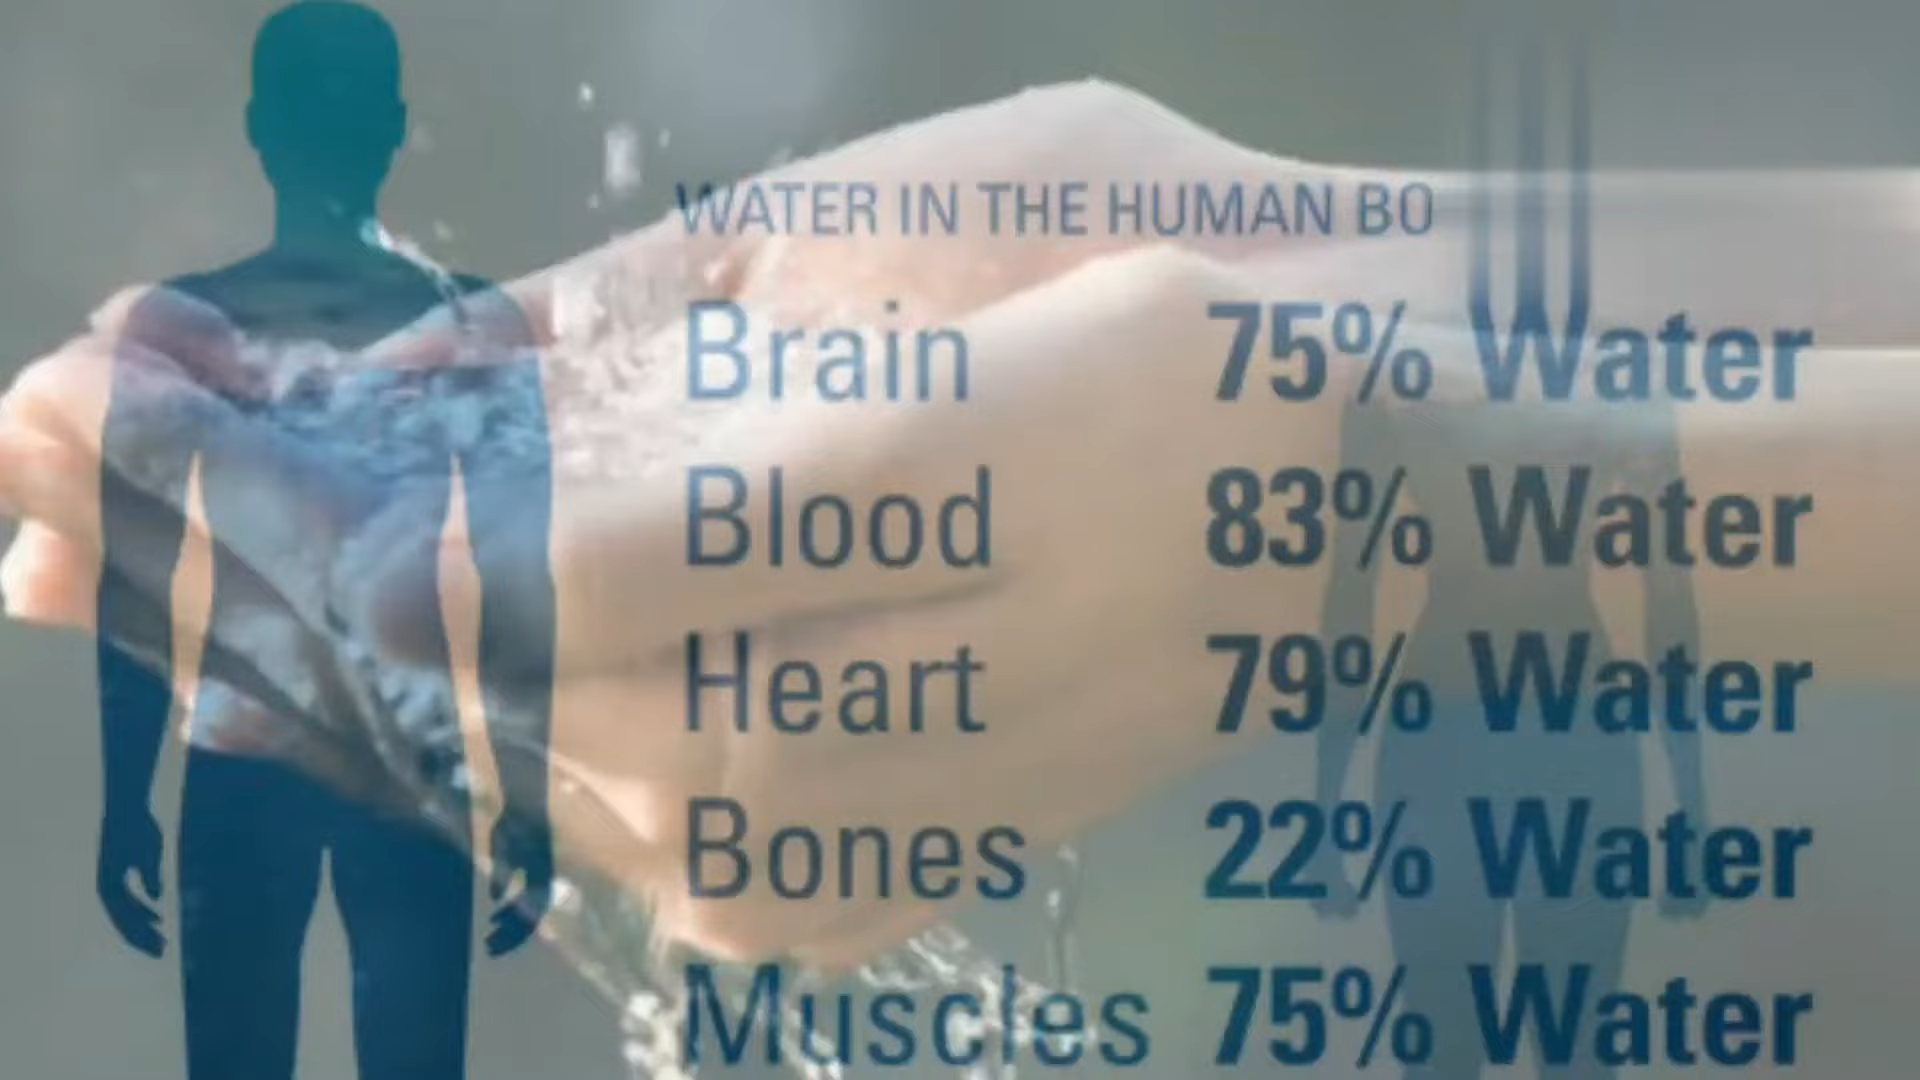 WATER IN THE HUMAN BO
Brain 75% Water
Blood 83% Water
Heart 79% Water
Bones 22% Water
Muscles 75% Water